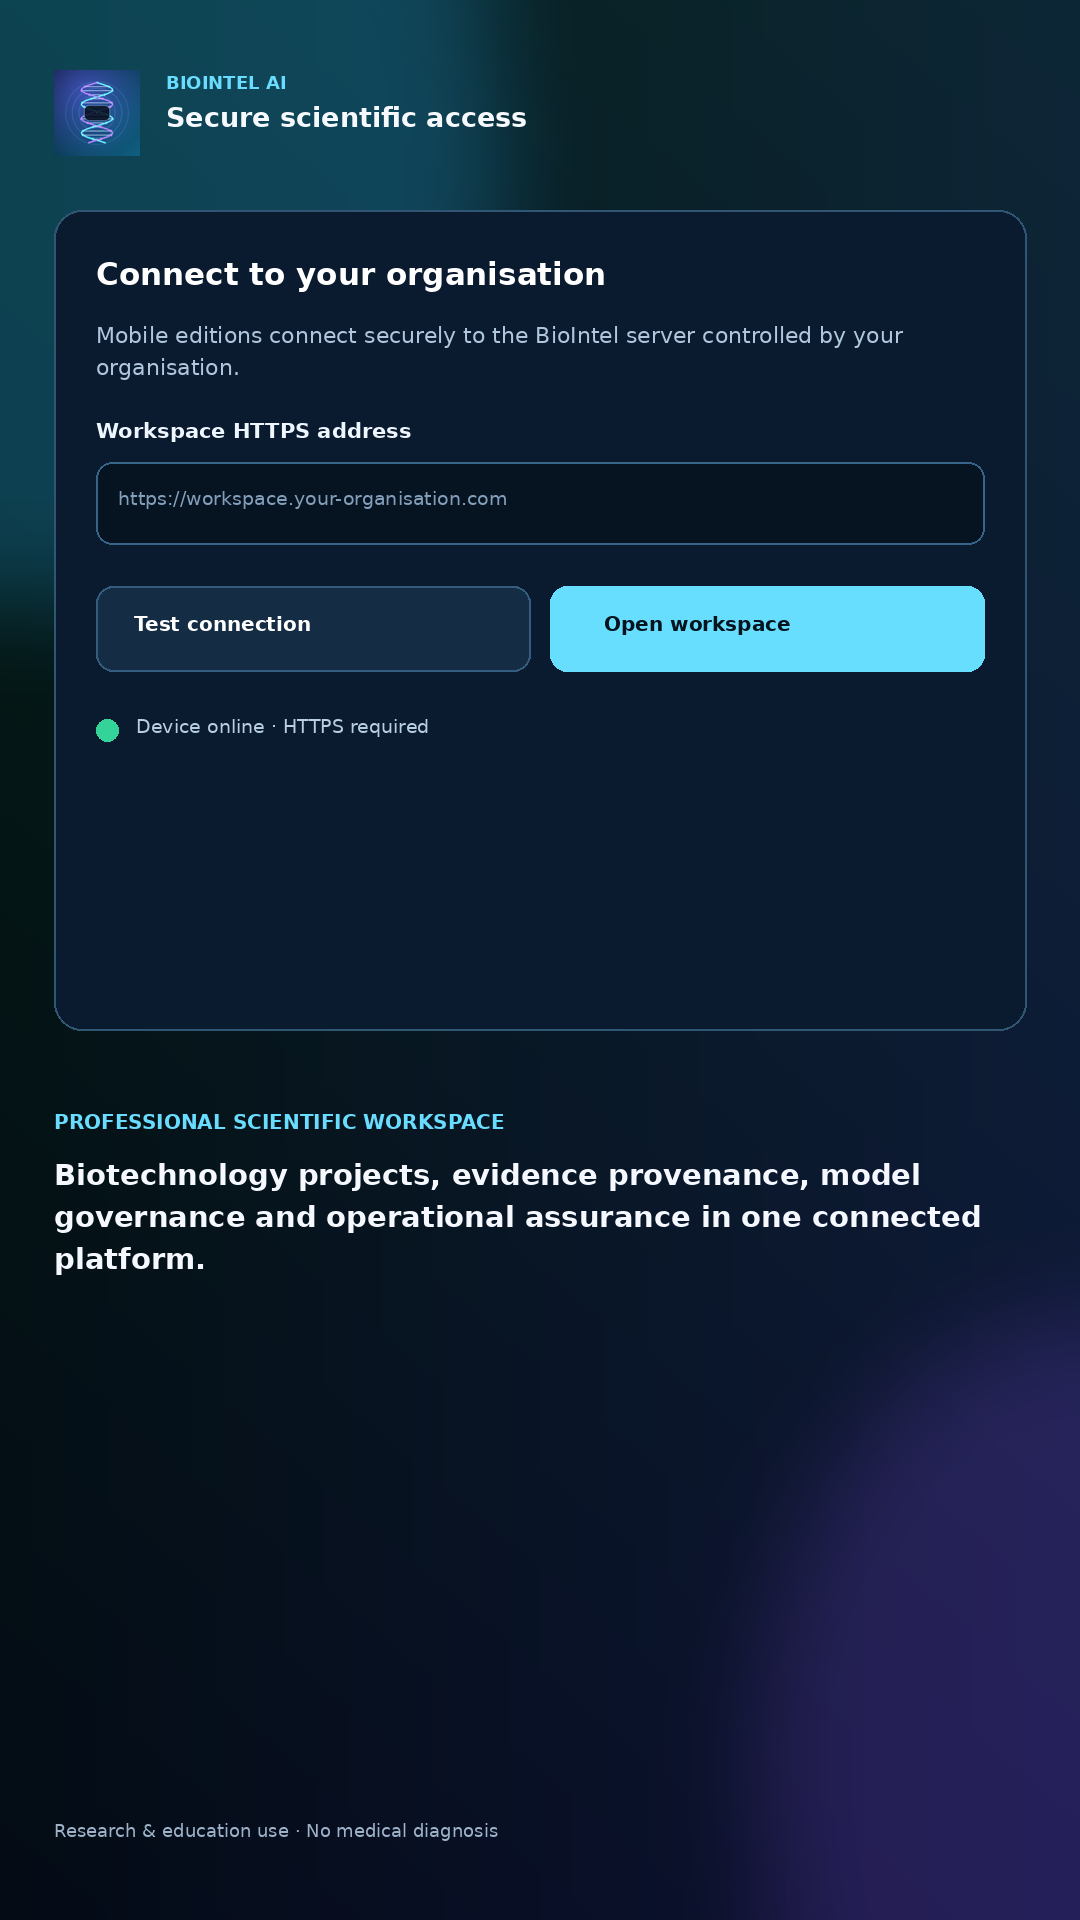 BIOINTEL AI
Secure scientific access
Connect to your organisation
Mobile editions connect securely to the BioIntel server controlled by your
organisation.
Workspace HTTPS address
https://workspace.your-organisation.com
Test connection
Open workspace
Device online · HTTPS required
PROFESSIONAL SCIENTIFIC WORKSPACE
Biotechnology projects, evidence provenance, model
governance and operational assurance in one connected
platform.
Research & education use · No medical diagnosis